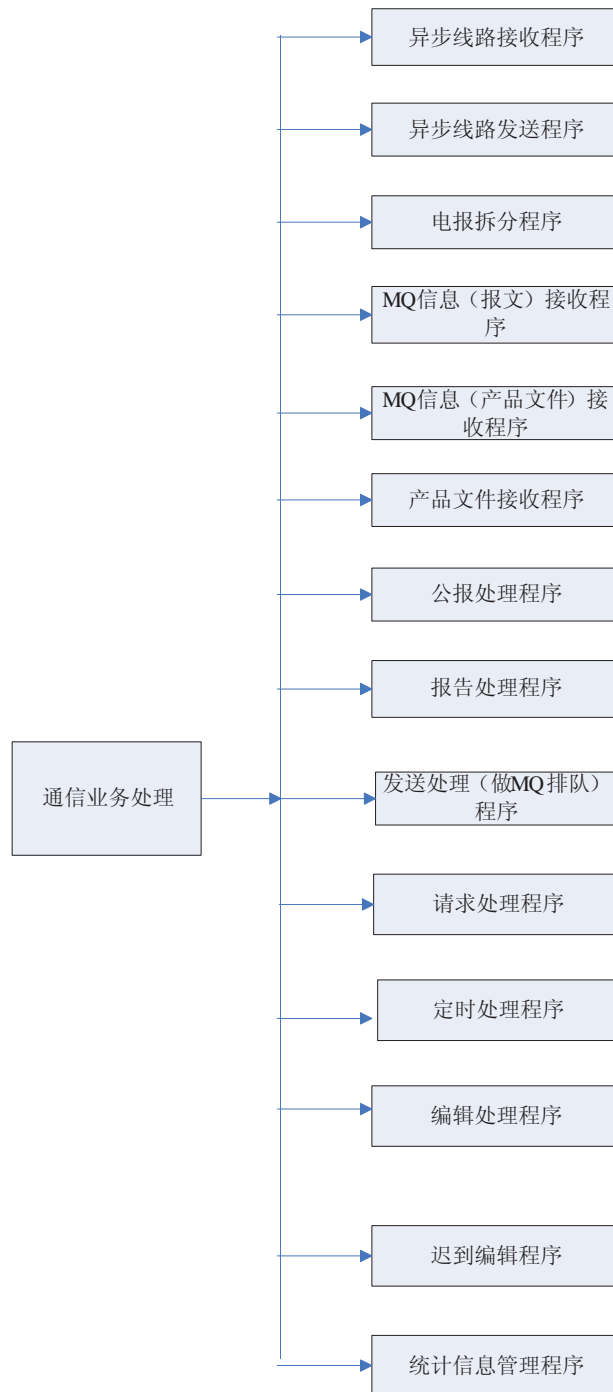 异步线路接收程序
异步线路发送程序
电报拆分程序
MQ信息（报文）接收程
序
MQ信息（产品文件）接
收程序
产品文件接收程序
公报处理程序
报告处理程序
通信业务处理
发送处理（做MQ排队）
程序
请求处理程序
定时处理程序
编辑处理程序
迟到编辑程序
统计信息管理程序